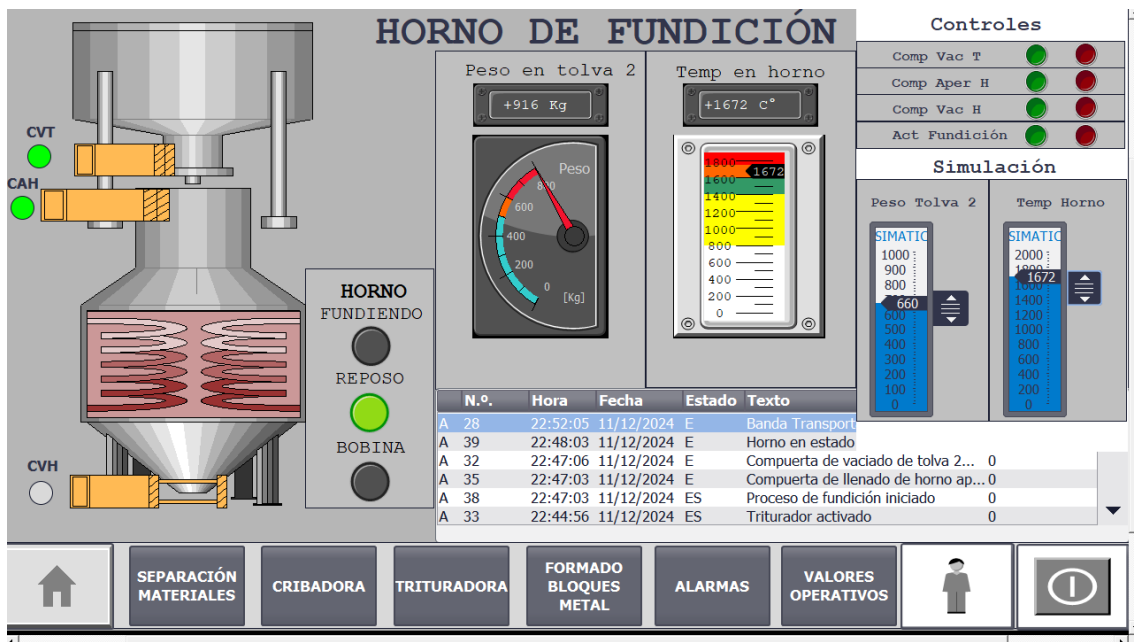 HORNO DE FUNDICIÓN
Controles
Comp Vac T
Comp Aper H
Comp Vac H
Act Fundición
Simulación
Peso Tolva 2
Temp Horno
SIMATIC
1000
900
800
660
600
500
400
300
200
100
0
SIMATIC
2000
1800
1672
1600
1400
1200
1000
800
600
400
200
0
Peso en tolva 2
+916 Kg
Peso
800
600
400
200
0
[Kg]
Temp en horno
+1672 C°
1800
1672
1600
1400
1200
1000
800
600
400
200
0
CVT
CAH
CVH
HORNO
FUNDIENDO
REPOSO
BOBINA
N.º. Hora Fecha Estado Texto
A 28 22:52:05 11/12/2024 E Banda Transport
A 39 22:48:03 11/12/2024 E Horno en estado
A 32 22:47:06 11/12/2024 E Compuerta de vaciado de tolva 2... 0
A 35 22:47:03 11/12/2024 E Compuerta de llenado de horno ap... 0
A 38 22:47:03 11/12/2024 ES Proceso de fundición iniciado 0
A 33 22:44:56 11/12/2024 ES Triturador activado 0
SEPARACIÓN
MATERIALES
CRIBADORA
TRITURADORA
FORMADO
BLOQUES
METAL
ALARMAS
VALORES
OPERATIVOS